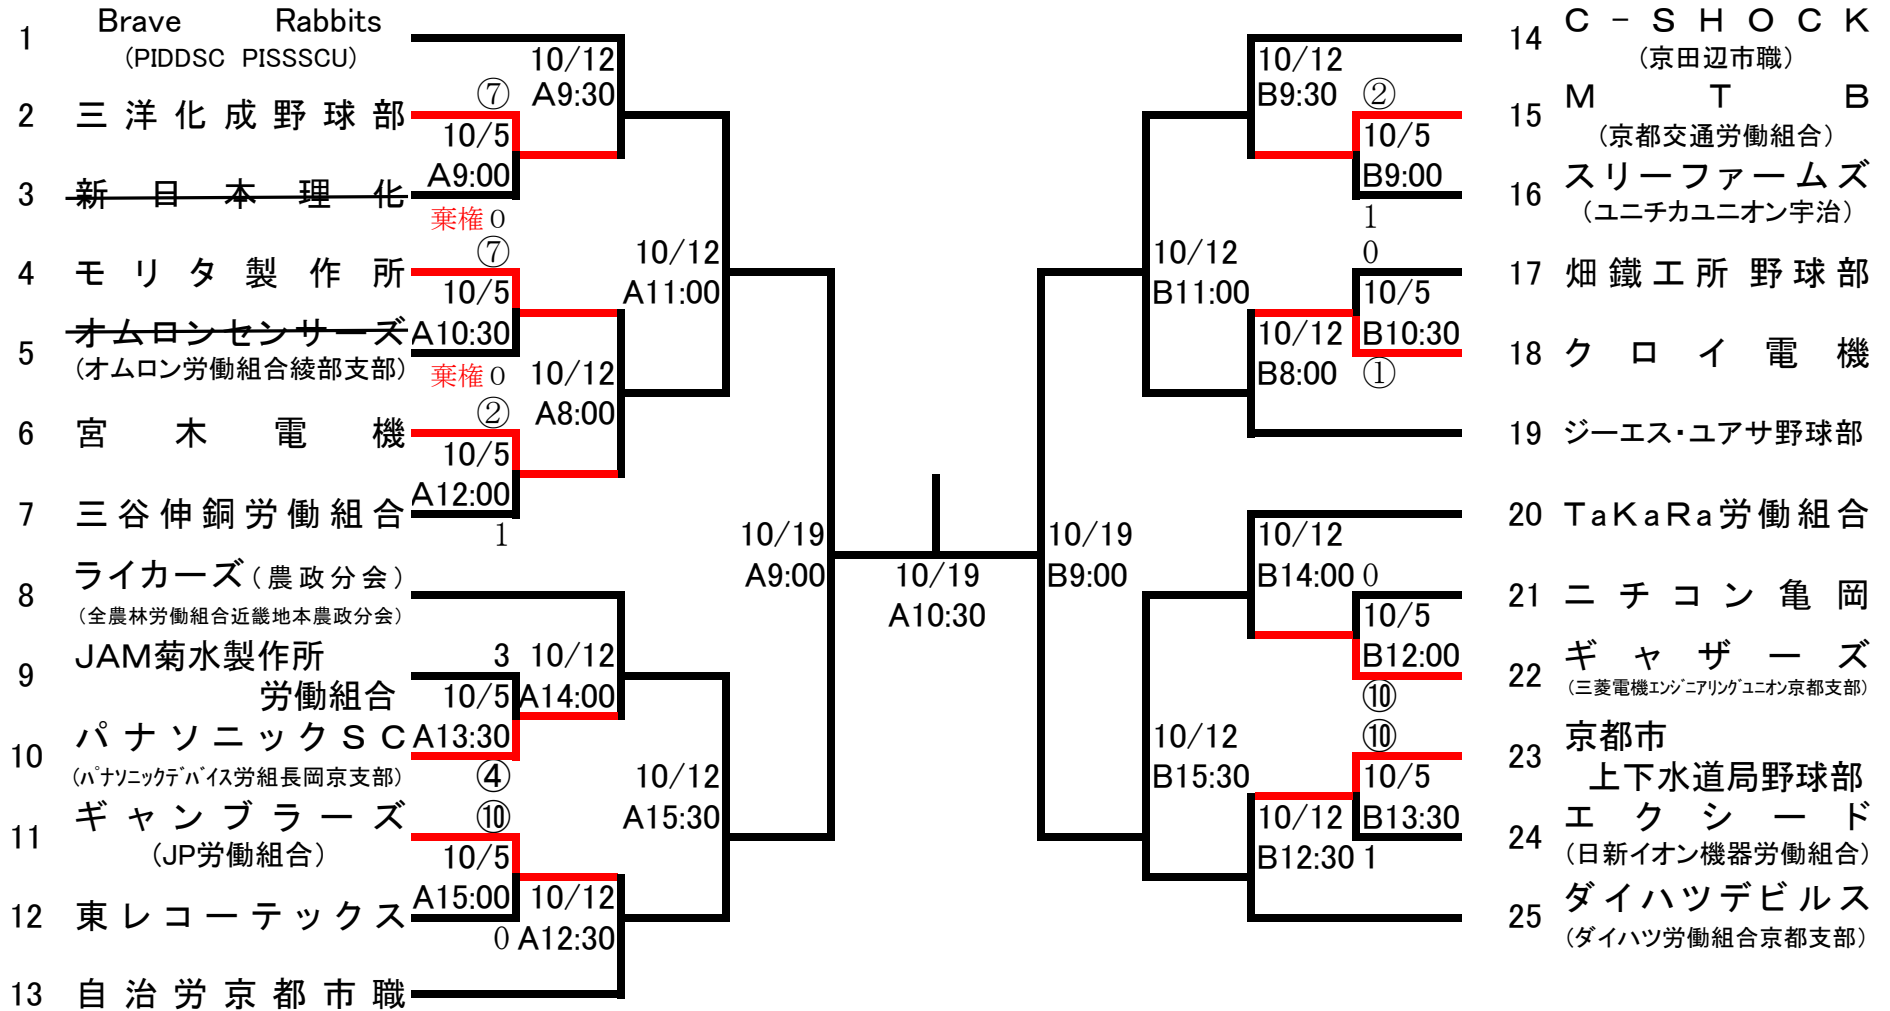 1 Brave Rabbits
(PIDDSC PISSSCU)
10/12
A9:30
⑦
2 三洋化成野球部
10/5
A9:00
3 新日本理化
棄権 0
⑦
4 モリタ製作所
10/5
A10:30
10/12
A11:00
オムロンセンサーズ
5 (オムロン労働組合綾部支部)
棄権 0
10/12
A8:00
②
6 宮木電機
10/5
A12:00
7 三谷伸銅労働組合
1
10/19
A9:00
8 ライカーズ(農政分会)
(全農林労働組合近畿地本農政分会)
9 JAM菊水製作所
労働組合
3
10/12
A14:00
10/5
A13:30
10 パナソニックSC
(パナソニックデバイス労組長岡京支部)
④
10/12
A15:30
⑩
11 ギャンブラーズ
(JP労働組合)
10/5
A15:00
12 東レコーテックス
0
10/12
A12:30
13 自治労京都市職
10/19
A10:30
14 C-SHOCK
(京田辺市職)
10/12
B9:30
②
15 MTB
(京都交通労働組合)
10/5
B9:00
16 スリーファームズ
(ユニチカユニオン宇治)
1
10/12
B11:00
0
17 畑鐵工所野球部
10/5
B10:30
10/12
B8:00
18 クロイ電機
①
19 ジーエス・ユアサ野球部
10/19
B9:00
20 TaKaRa労働組合
10/12
B14:00
0
21 ニチコン亀岡
10/5
B12:00
22 ギャザーズ
(三菱電機エンジニアリングユニオン京都支部)
⑩
10/12
B15:30
⑩
23 京都市
上下水道局野球部
10/5
B13:30
10/12
B12:30
24 エクシード
(日新イオン機器労働組合)
1
25 ダイハツデビルス
(ダイハツ労働組合京都支部)